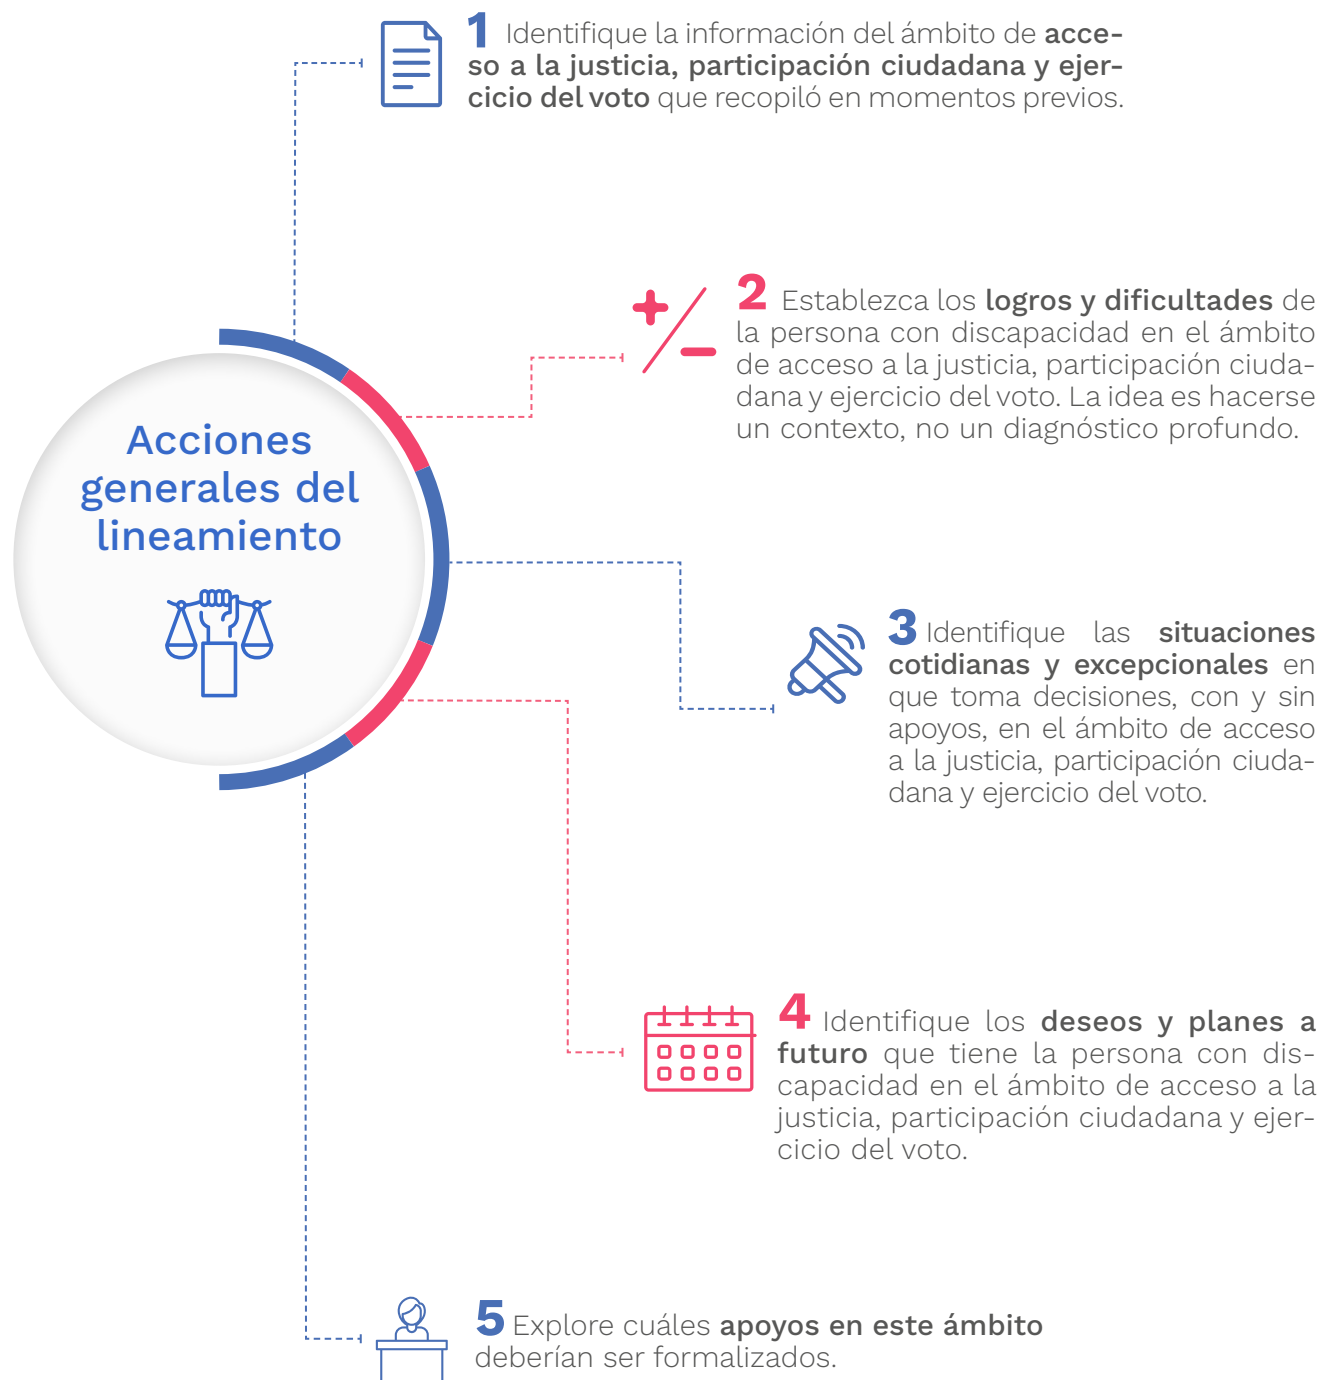 1 Identifique la información del ámbito de acce-
so a la justicia, participación ciudadana y ejer-
cicio del voto que recopiló en momentos previos.
2 Establezca los logros y dificultades de
la persona con discapacidad en el ámbito
de acceso a la justicia, participación ciuda-
dana y ejercicio del voto. La idea es hacerse
un contexto, no un diagnóstico profundo.
Acciones
generales del
lineamiento
3 Identifique las situaciones
cotidianas y excepcionales en
que toma decisiones, con y sin
apoyos, en el ámbito de acceso
a la justicia, participación ciuda-
dana y ejercicio del voto.
4 Identifique los deseos y planes a
futuro que tiene la persona con dis-
capacidad en el ámbito de acceso a la
justicia, participación ciudadana y ejer-
cicio del voto.
5 Explore cuáles apoyos en este ámbito
deberían ser formalizados.